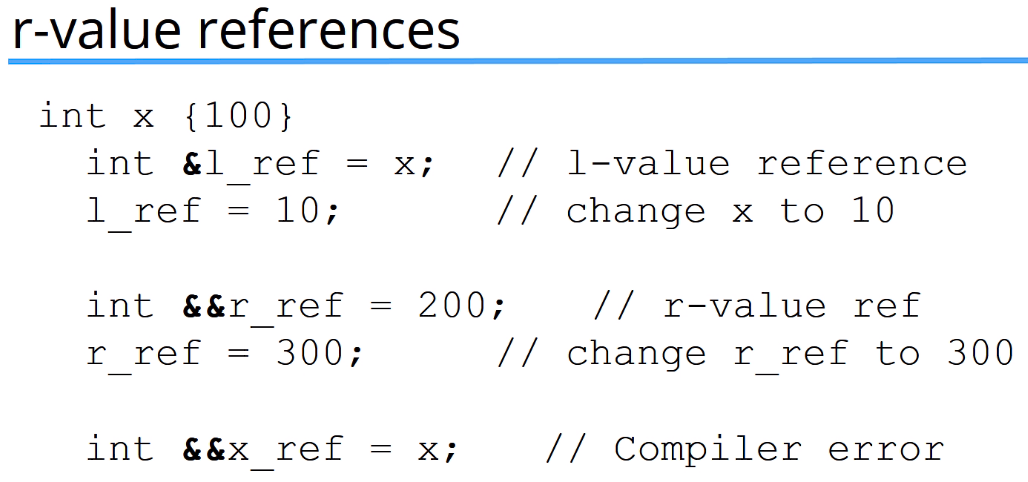 r-value references
int x {100}
int &l_ref = x; // l-value reference
l_ref = 10; // change x to 10
int &&r_ref = 200; // r-value ref
r_ref = 300; // change r_ref to 300
int &&x_ref = x; // Compiler error